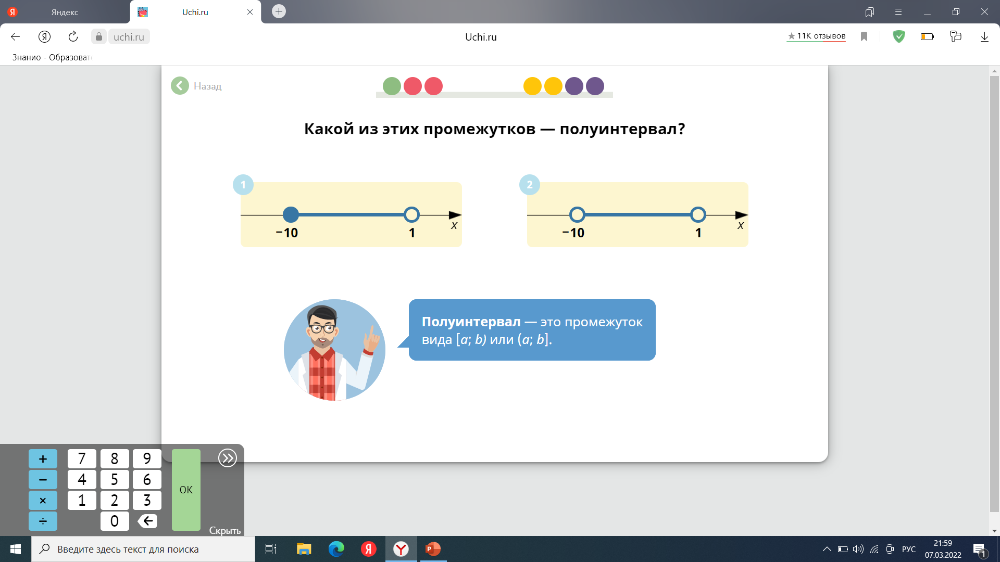 Яндекс
Uchi.ru
uchi.ru
Uchi.ru
11К отзывов
Знанио - Образоват
Назад
Какой из этих промежутков — полуинтервал?
1
−10
1
x
2
−10
1
x
Полуинтервал — это промежуток
вида [a; b) или (a; b].
+ 7 8 9
− 4 5 6
× 1 2 3
÷ 0
OK
Скрыть
Введите здесь текст для поиска
РУС
21:59
07.03.2022
1